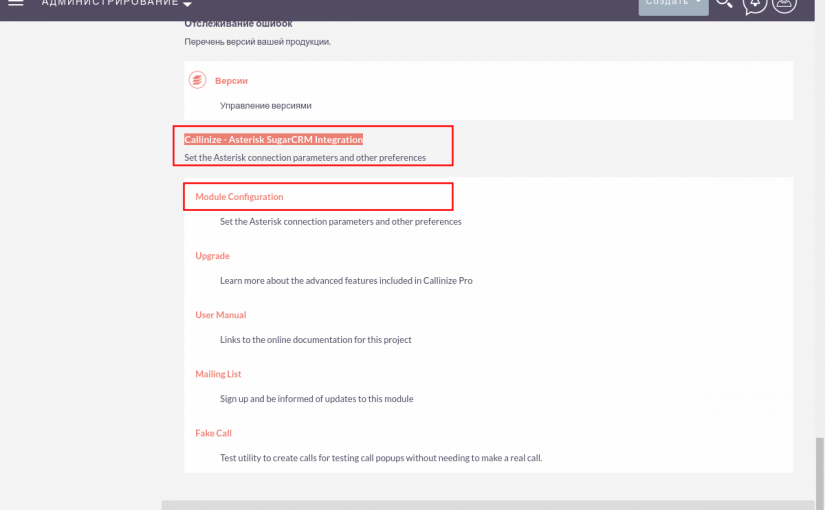 АДМИНИСТРИРОВАНИЕ
Создать
Отслеживание ошибок
Перечень версий вашей продукции.
Версии
Управление версиями
Callinize - Asterisk SugarCRM Integration
Set the Asterisk connection parameters and other preferences
Module Configuration
Set the Asterisk connection parameters and other preferences
Upgrade
Learn more about the advanced features included in Callinize Pro
User Manual
Links to the online documentation for this project
Mailing List
Sign up and be informed of updates to this module
Fake Call
Test utility to create calls for testing call popups without needing to make a real call.